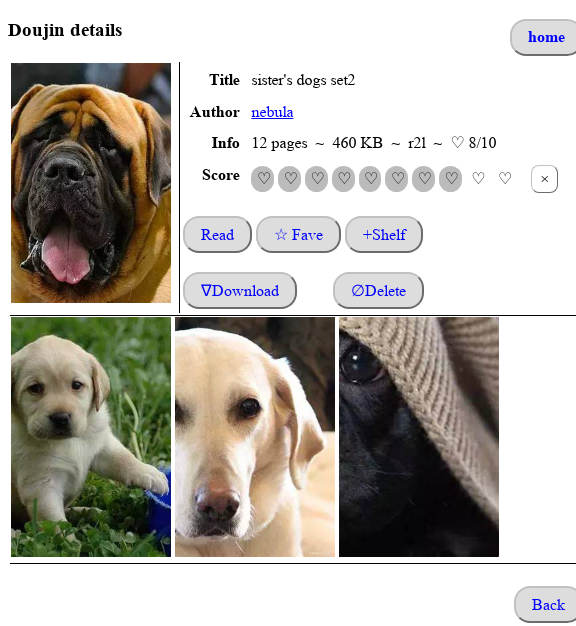 Doujin details
home
Title sister's dogs set2
Author nebula
Info 12 pages ~ 460 KB ~ r2l ~ ♡ 8/10
Score ♡ ♡ ♡ ♡ ♡ ♡ ♡ ♡ ♡ ♡ ×
Read ☆ Fave +Shelf
∇Download ∅Delete
Back